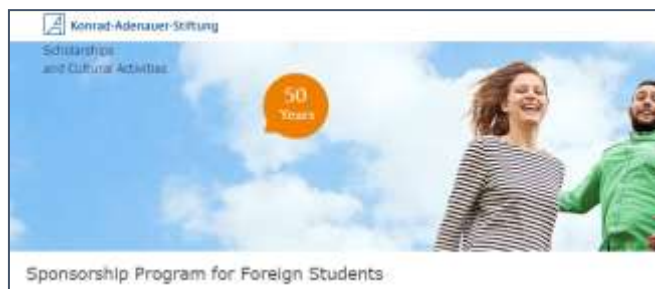 Konrad-Adenauer-Stiftung
Scholarships
and Cultural Activities
50
Years
Sponsorship Program for Foreign Students